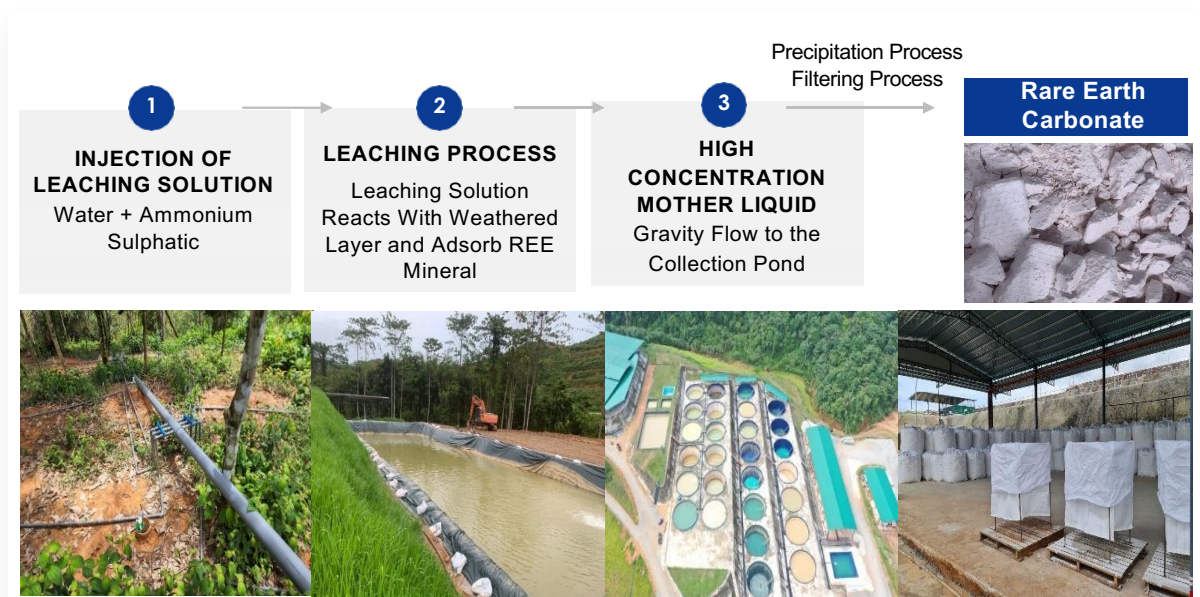 1
INJECTION OF
LEACHING SOLUTION
Water + Ammonium
Sulphatic
2
LEACHING PROCESS
Leaching Solution
Reacts With Weathered
Layer and Adsorb REE
Mineral
3
HIGH
CONCENTRATION
MOTHER LIQUID
Gravity Flow to the
Collection Pond
Precipitation Process
Filtering Process
Rare Earth
Carbonate